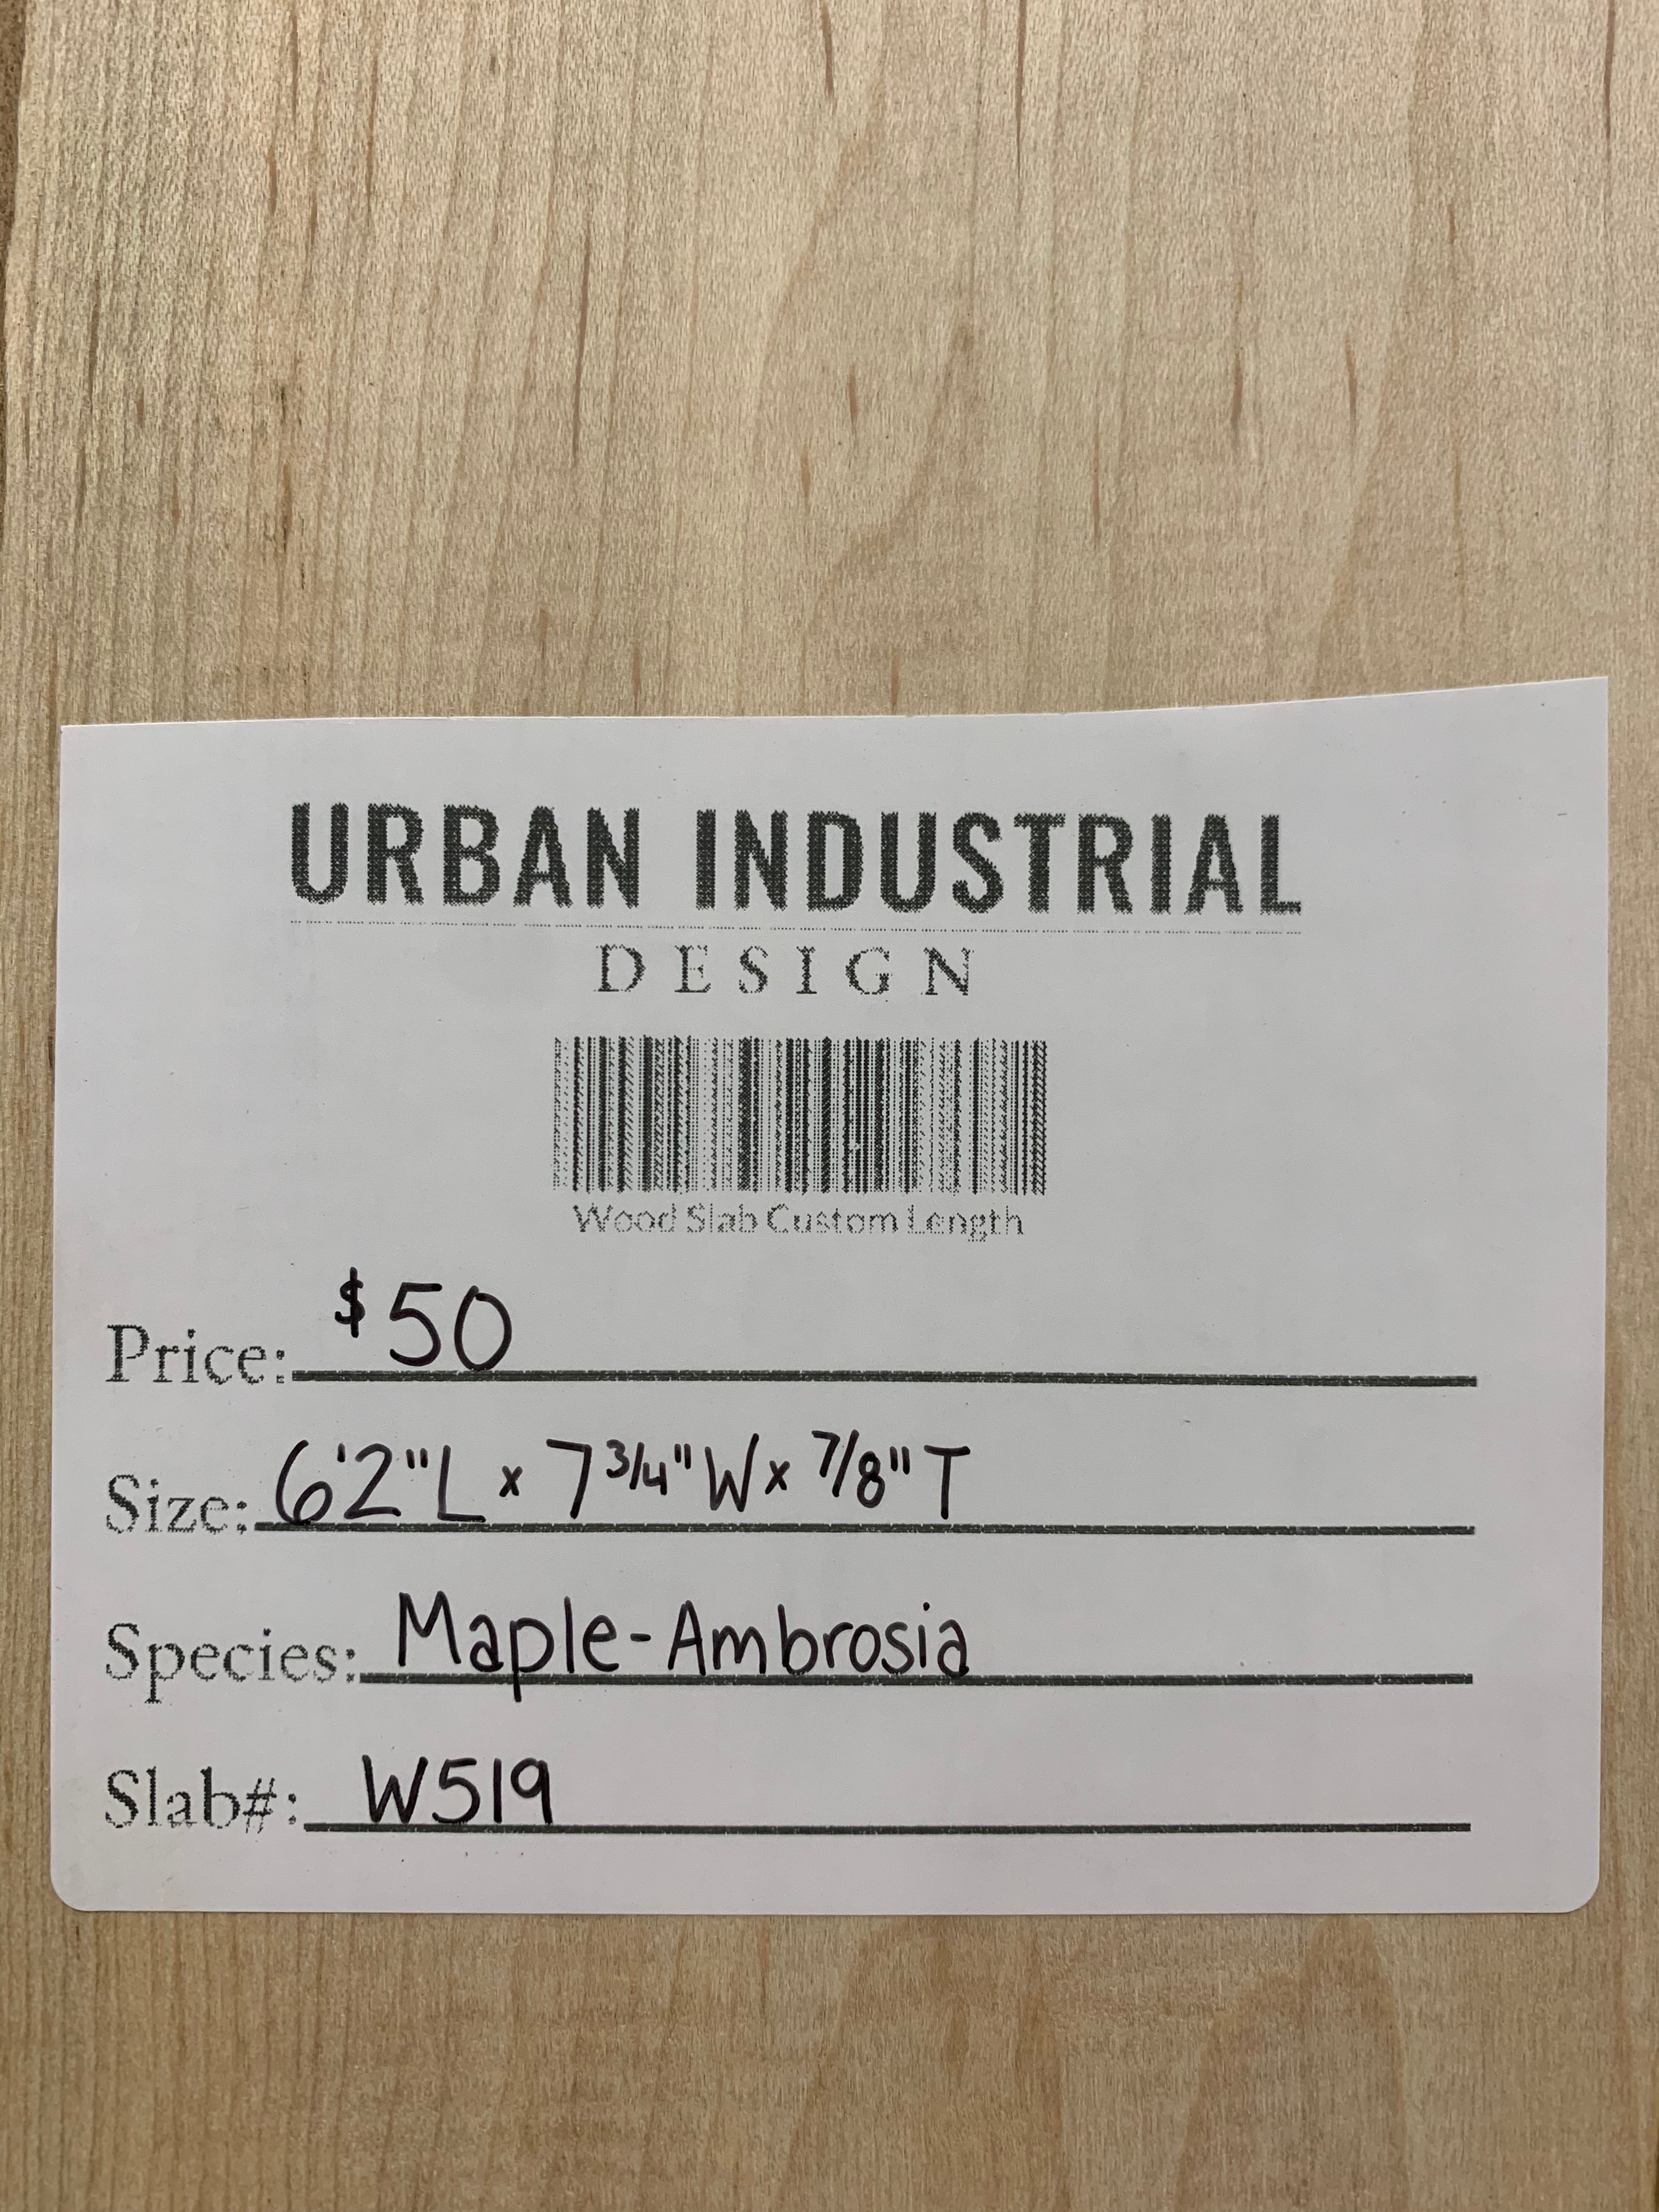 URBAN INDUSTRIAL
DESIGN
Wood Slab Custom Length
Price: $50
Size: 6'2"L x 7 3/4" W x 7/8" T
Species: Maple-Ambrosia
Slab#: W519